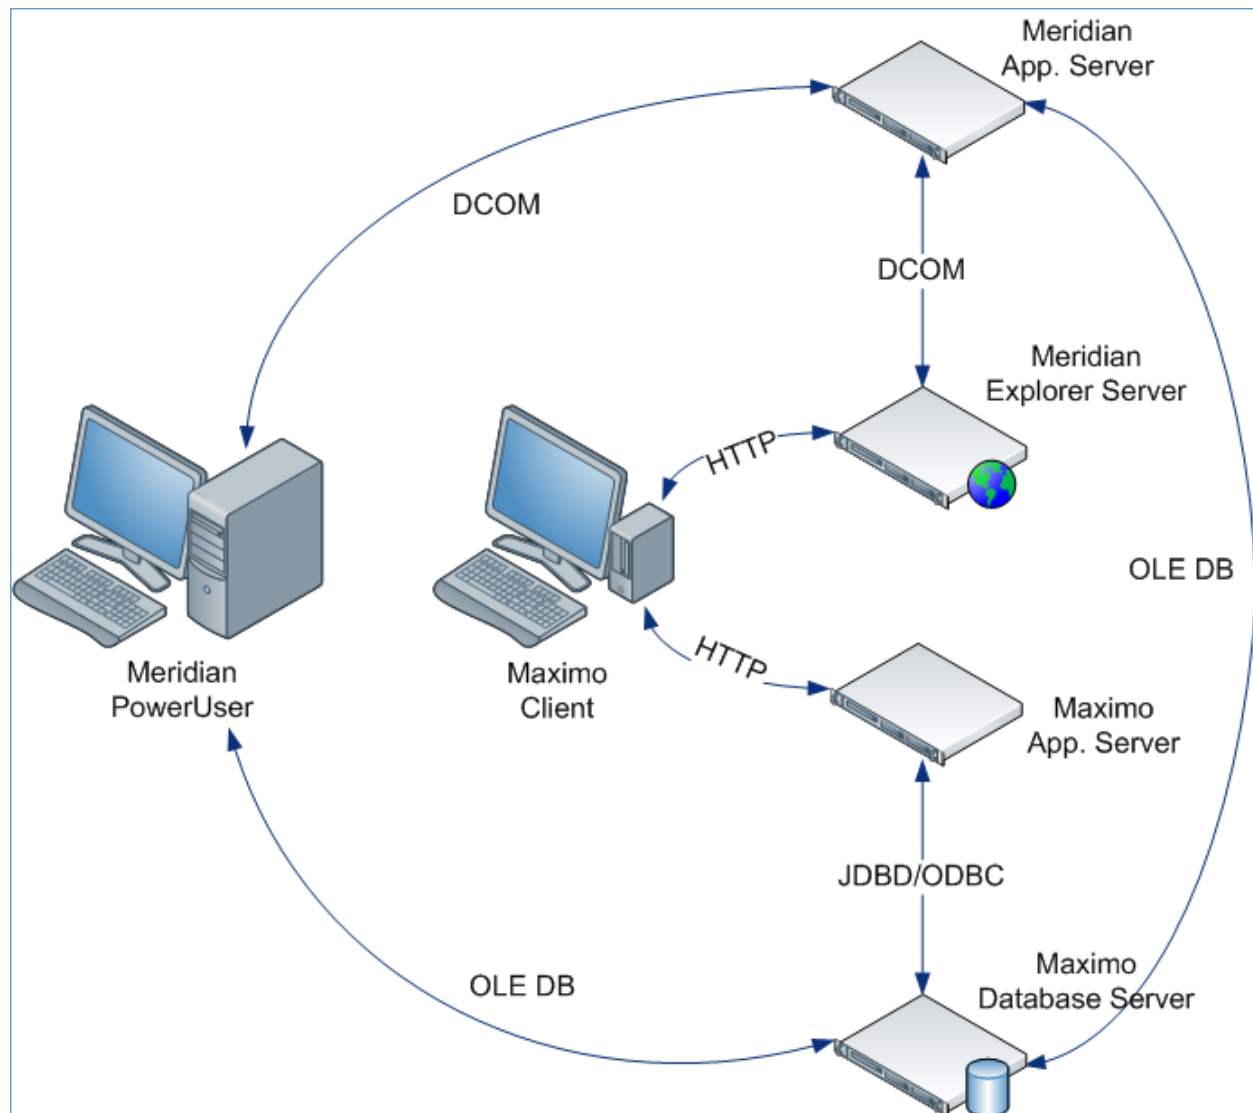 Meridian
App. Server
DCOM
DCOM
Meridian
Explorer Server
HTTP
OLE DB
HTTP
Meridian
PowerUser
Maximo
Client
Maximo
App. Server
JDBD/ODBC
OLE DB
Maximo
Database Server